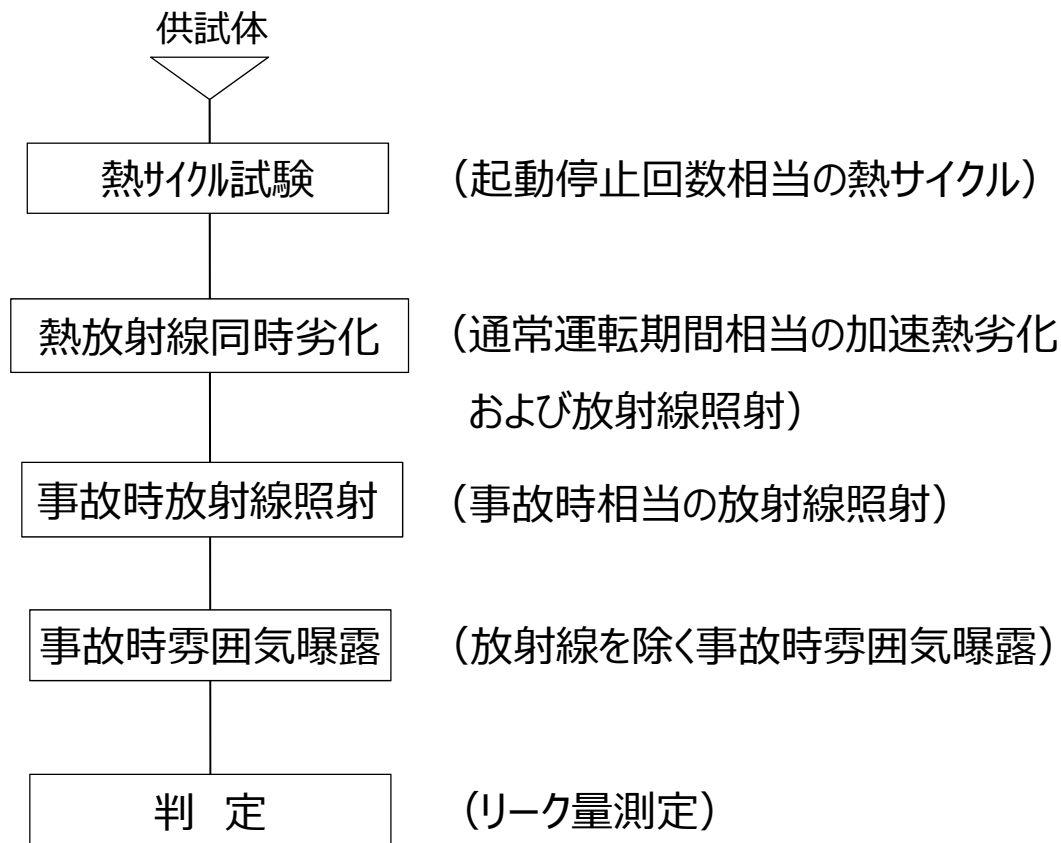 供試体
熱サイクル試験 （起動停止回数相当の熱サイクル）
熱放射線同時劣化 （通常運転期間相当の加速熱劣化
および放射線照射）
事故時放射線照射 （事故時相当の放射線照射）
事故時雰囲気曝露 （放射線を除く事故時雰囲気曝露）
判　定 （リーク量測定）